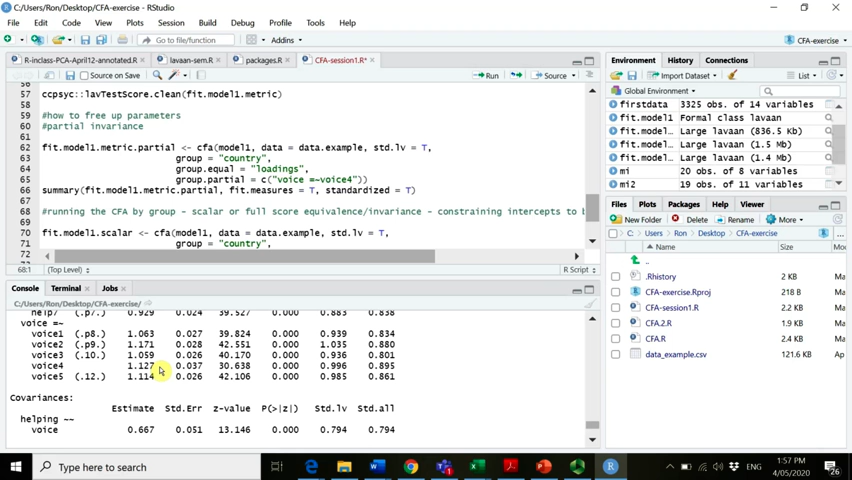 C:/Users/Ron/Desktop/CFA-exercise - RStudio
File Edit Code View Plots Session Build Debug Profile Tools Help
Go to file/function Addins CFA-exercise
R-inclass-PCA-April12-annotated.R lavaan-sem.R packages.R CFA-session1.R*
Source on Save Run Source
56
57 ccpsyc::lavTestScore.clean(fit.model1.metric)
58
59 #how to free up parameters
60 #partial invariance
61
62 fit.model1.metric.partial <- cfa(model1, data = data.example, std.lv = T,
63 group = "country",
64 group.equal = "loadings",
65 group.partial = c("voice =~voice4"))
66 summary(fit.model1.metric.partial, fit.measures = T, standardized = T)
67
68 #running the CFA by group - scalar or full score equivalence/invariance - constraining intercepts to b
69
70 fit.model1.scalar <- cfa(model1, data = data.example, std.lv = T,
71 group = "country",
72
68:1 (Top Level) R Script
Console Terminal Jobs
C:/Users/Ron/Desktop/CFA-exercise/
help7 (.p7.) 0.929 0.024 39.527 0.000 0.883 0.838
voice =~
voice1 (.p8.) 1.063 0.027 39.824 0.000 0.939 0.834
voice2 (.p9.) 1.171 0.028 42.551 0.000 1.035 0.880
voice3 (.10.) 1.059 0.026 40.170 0.000 0.936 0.801
voice4 1.127 0.037 30.638 0.000 0.996 0.895
voice5 (.12.) 1.114 0.026 42.106 0.000 0.985 0.861
Covariances:
Estimate Std.Err z-value P(>|z|) Std.lv Std.all
helping ~~
voice 0.667 0.051 13.146 0.000 0.794 0.794
Environment History Connections
Import Dataset List
Global Environment
firstdata 3325 obs. of 14 variables
fit.model1 Formal class lavaan
fit.mode… Large lavaan (836.5 Kb)
fit.mode… Large lavaan (1.5 Mb)
fit.mode… Large lavaan (1.4 Mb)
mi 20 obs. of 8 variables
mi2 19 obs. of 11 variables
Files Plots Packages Help Viewer
New Folder Delete Rename More
C: Users Ron Desktop CFA-exercise
Name Size Modified
..
.Rhistory 2 KB
CFA-exercise.Rproj 218 B
CFA-session1.R 2.2 KB
CFA.2.R 1.9 KB
CFA.R 2.4 KB
data_example.csv 121.6 KB
Type here to search
ENG
1:57 PM
4/05/2020
26